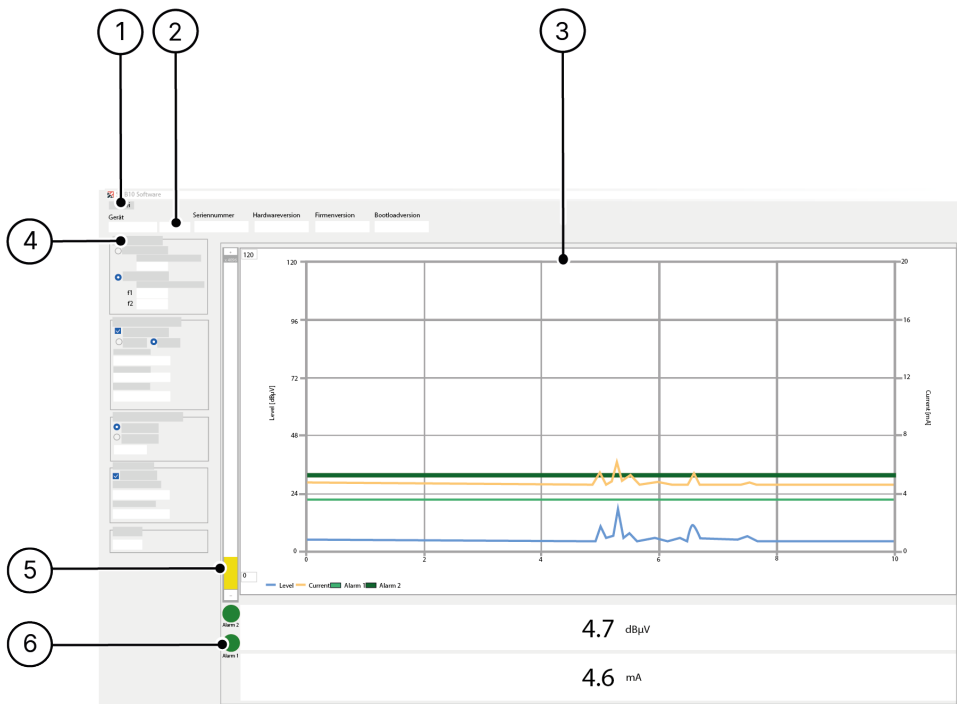 1 2 3
B10 Software
Gerät Seriennummer Hardwareversion Firmenversion Bootloadversion
4
120
120 20
f1
f2
96 16
72 12
Level [dBµV] Current [mA]
48 8
24 4
5
0 0
0 2 4 6 8 10
0
Level Current Alarm 1 Alarm 2
Alarm 2
4.7 dBµV
6
Alarm 1
4.6 mA